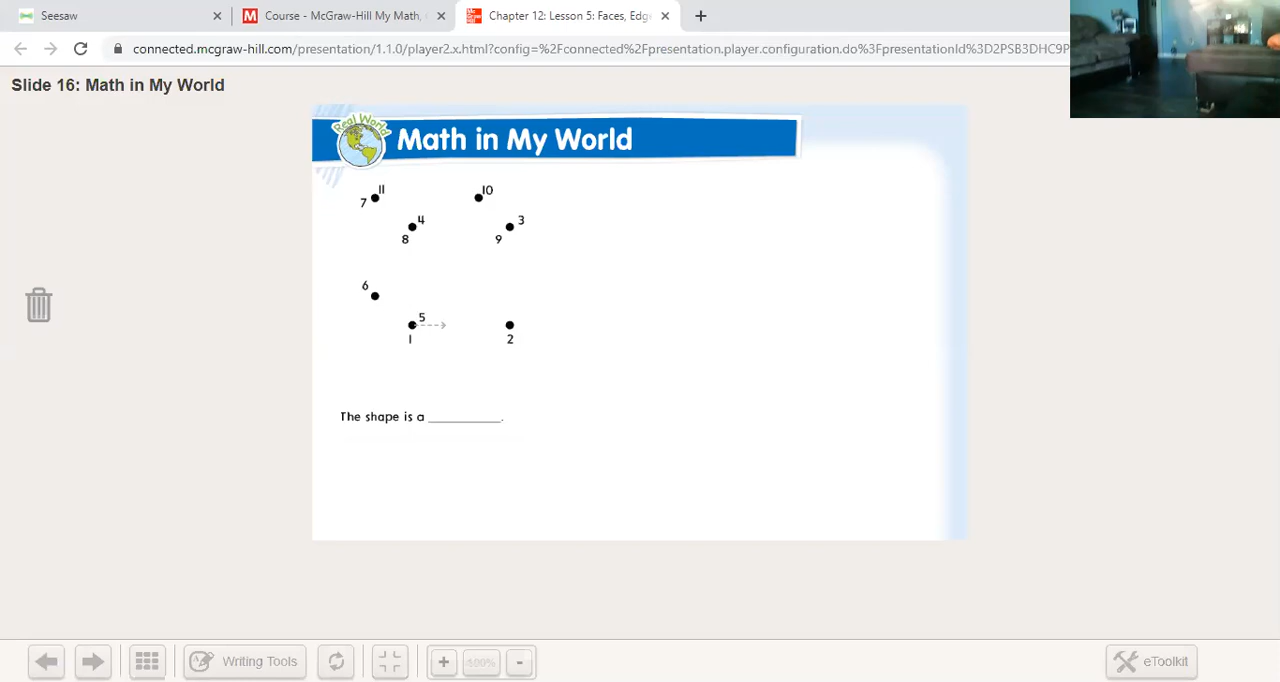 Seesaw
Course - McGraw-Hill My Math,
Chapter 12: Lesson 5: Faces, Edg
connected.mcgraw-hill.com/presentation/1.1.0/player2.x.html?config=%2Fconnected%2Fpresentation.player.configuration.do%3FpresentationId%3D2PSB3DHC9P
Slide 16: Math in My World
Real World
Math in My World
11 10
7
4 3
8 9
6
5
1 2
The shape is a __________.
Writing Tools
+ 100% -
eToolkit